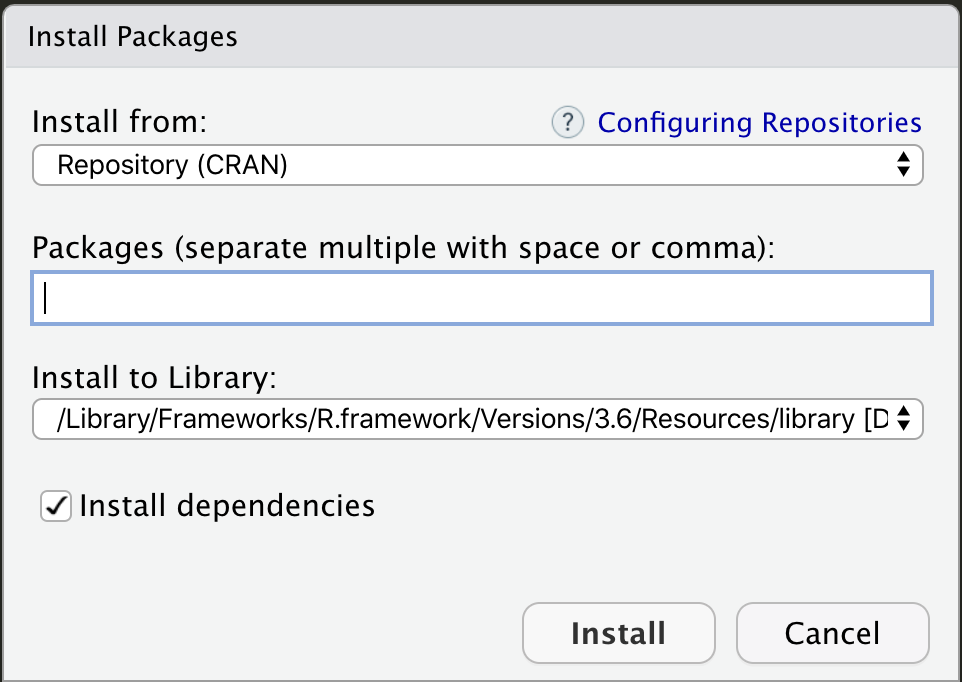 Install Packages
Install from:
? Configuring Repositories
Repository (CRAN)
Packages (separate multiple with space or comma):
Install to Library:
/Library/Frameworks/R.framework/Versions/3.6/Resources/library [D
Install dependencies
Install
Cancel